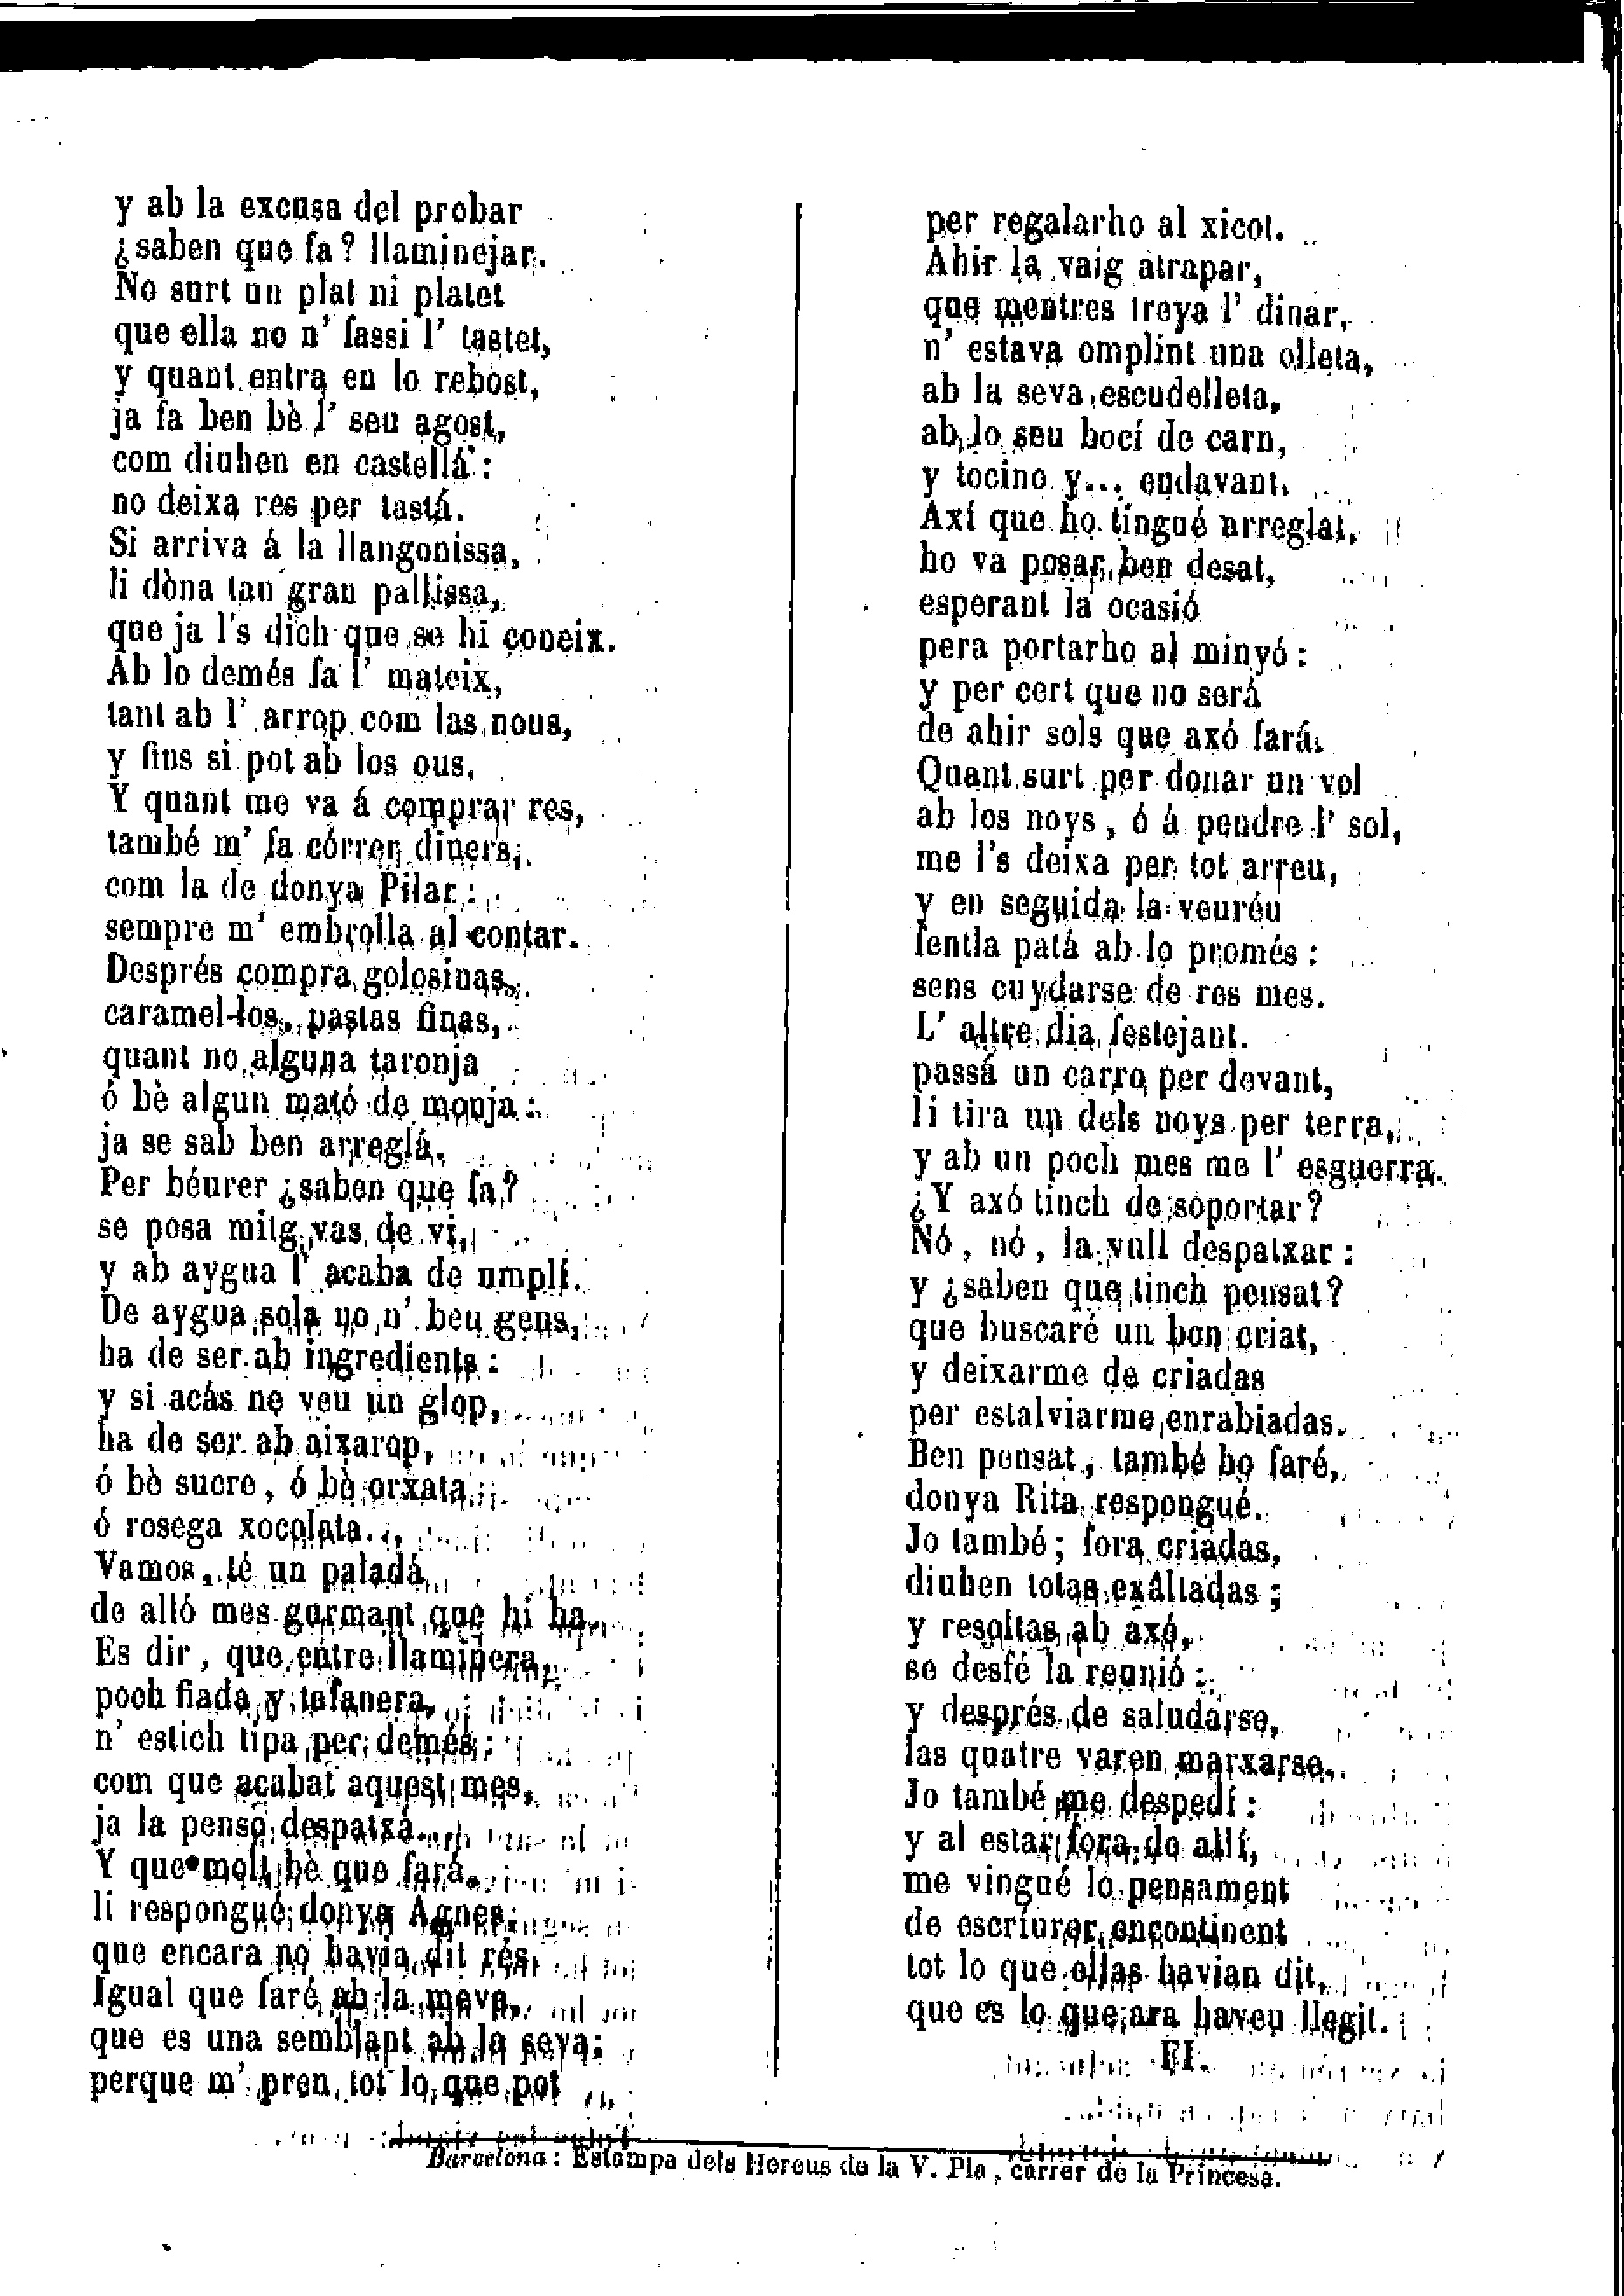 y ab la excusa del probar
¿saben que fa? llaminejar.
No surt un plat ni platet
que ella no n' fassi l' tastet,
y quant entra en lo rebost,
ja fa ben bè l' seu agost,
com diuhen en castellá:
no deixa res per tastá.
Si arriva á la llangonissa,
li dòna tan gran pallissa,
que ja l's dich que se hi coneix.
Ab lo demés fa l' mateix,
tant ab l' arrop com las nous,
y fins si pot ab los ous.
Y quant me va á comprar res,
també m' fa córrer diners;
com la de donya Pilar:
sempre m' embrolla al contar.
Després compra golosinas,
caramel-los, pastas finas,
quant no alguna taronja
ó bè algun mató de monja:
ja se sab ben arreglá.
Per béurer ¿saben que fa?
se posa mitg vas de vi,
y ab aygua l' acaba de umplí.
De aygua sola no n' beu gens,
ha de ser ab ingredients:
y si acás ne veu un glop,
ha de ser ab aixarop,
ó bè sucre, ó bè orxata
ó rosega xocolata.
Vamos, té un paladá
de alló mes gurmant que hi ha.
Es dir, que entre llaminera,
poch fiada y tafanera,
n' estich tipa per demés;
com que acabat aquest mes,
ja la penso despatxá.
Y que molt bè que fará,
li respongué donya Agnes,
que encara no havia dit rés.
Igual que faré ab la meva,
que es una semblant ab la seva;
perque m' pren tot lo que pot
per regalarho al xicot.
Ahir la vaig atrapar,
que mentres treya l' dinar,
n' estava omplint una olleta,
ab la seva escudelleta,
ab lo seu bocí de carn,
y tocino y... endavant.
Axí que ho tingué arreglat,
ho va posar ben desat,
esperant la ocasió
pera portarho al minyó:
y per cert que no será
de ahir sols que axó fará.
Quant surt per donar un vol
ab los noys, ó á pendre l' sol,
me l's deixa per tot arreu,
y en seguida la veuréu
fentla patá ab lo promés:
sens cuydarse de res mes.
L' altre dia festejant.
passá un carro per devant,
li tira un dels noys per terra,
y ab un poch mes me l' esguerra.
¿Y axó tinch de soportar?
Nó, nó, la vull despatxar:
y ¿saben que tinch pensat?
que buscaré un bon criat,
y deixarme de criadas
per estalviarme enrabiadas.
Ben pensat, també ho faré,
donya Rita respongué.
Jo també; fora criadas,
diuhen totas exáltadas;
y resoltas ab axó,
se desfé la reunió:
y després de saludarse,
las quatre varen marxarse.
Jo també me despedí:
y al estar fora de allí,
me vingué lo pensament
de escríurer encontinent
tot lo que ellas havian dit,
que es lo que ara haveu llegit.
FI.
Barcelona: Estampa dels Hereus de la V. Pla, carrer de la Princesa.